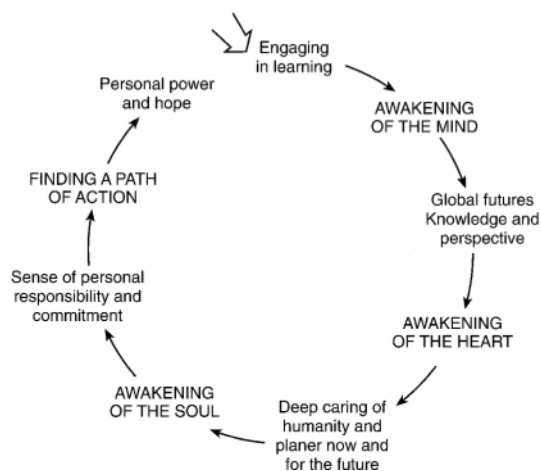 Engaging
in learning
AWAKENING
OF THE MIND
Global futures
Knowledge and
perspective
AWAKENING
OF THE HEART
Deep caring of
humanity and
planer now and
for the future
AWAKENING
OF THE SOUL
Sense of personal
responsibility and
commitment
FINDING A PATH
OF ACTION
Personal power
and hope